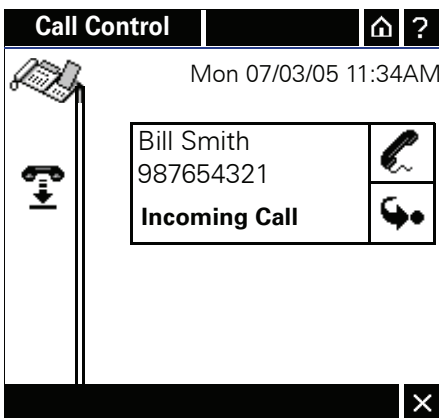 Call Control ?
Mon 07/03/05 11:34AM
Bill Smith
987654321
Incoming Call